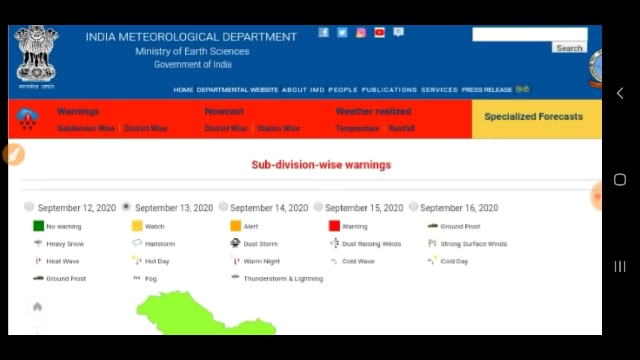 INDIA METEOROLOGICAL DEPARTMENT
Ministry of Earth Sciences
Government of India
Search
HOME DEPARTMENTAL WEBSITE ABOUT IMD PEOPLE PUBLICATIONS SERVICES PRESS RELEASE हिन्दी
Warnings Nowcast Weather realized
Subdivision Wise | District Wise District Wise | Station Wise Temperature | Rainfall
Specialized Forecasts
Sub-division-wise warnings
September 12, 2020 September 13, 2020 September 14, 2020 September 15, 2020 September 16, 2020
No warning Watch Alert Warning Ground Frost
Heavy Snow Hailstorm Dust Storm Dust Raising Winds Strong Surface Winds
Heat Wave Hot Day Warm Night Cold Wave Cold Day
Ground Frost Fog Thunderstorm & Lightning